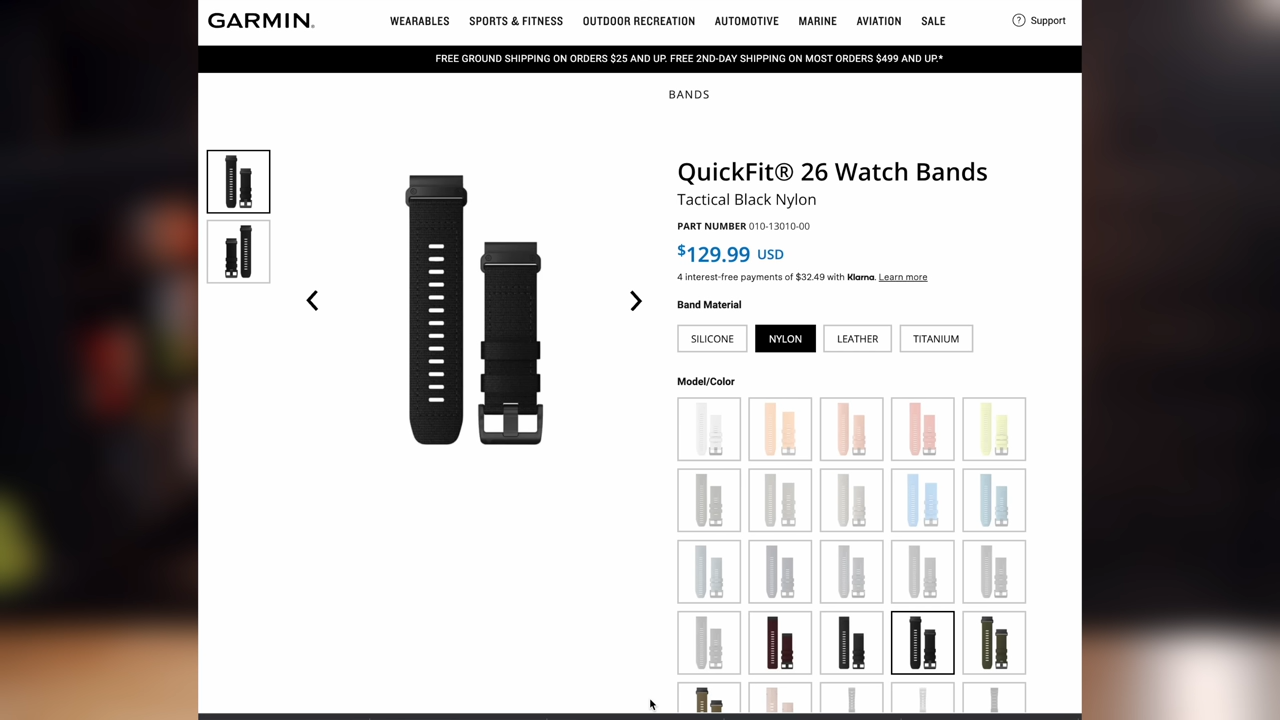 GARMIN.
WEARABLES SPORTS & FITNESS OUTDOOR RECREATION AUTOMOTIVE MARINE AVIATION SALE
? Support
FREE GROUND SHIPPING ON ORDERS $25 AND UP. FREE 2ND-DAY SHIPPING ON MOST ORDERS $499 AND UP.*
BANDS
QuickFit® 26 Watch Bands
Tactical Black Nylon
PART NUMBER 010-13010-00
$129.99 USD
4 interest-free payments of $32.49 with Klarna. Learn more
Band Material
SILICONE NYLON LEATHER TITANIUM
Model/Color